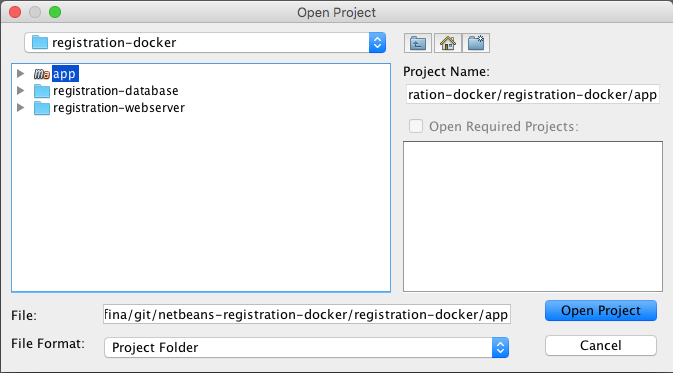 Open Project
registration-docker
app
registration-database
registration-webserver
Project Name:
ration-docker/registration-docker/app
Open Required Projects:
File:
fina/git/netbeans-registration-docker/registration-docker/app
Open Project
File Format:
Project Folder
Cancel